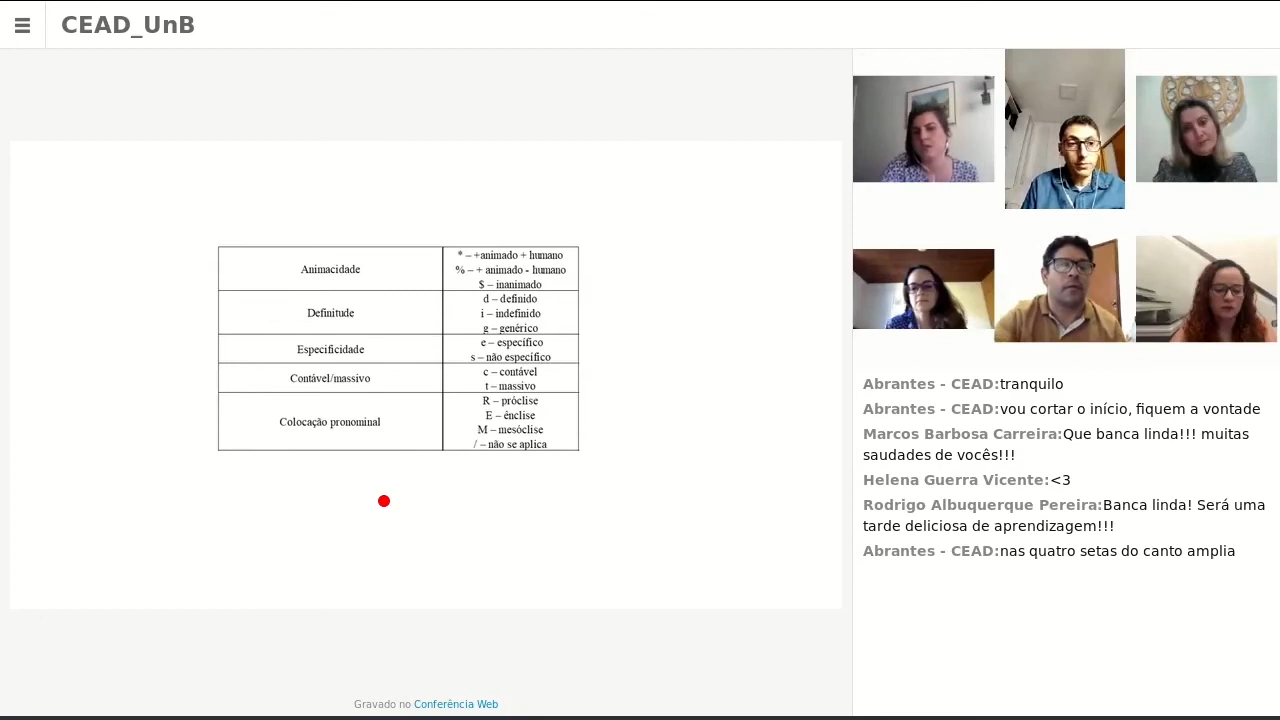 CEAD_UnB
Animacidade
* – +animado + humano
% – + animado - humano
$ – inanimado
Definitude
d – definido
i – indefinido
g – genérico
Especificidade
e – específico
s – não específico
Contável/massivo
c – contável
t – massivo
Colocação pronominal
R – próclise
E – ênclise
M – mesóclise
/ – não se aplica
Gravado no Conferência Web
Abrantes - CEAD:tranquilo
Abrantes - CEAD:vou cortar o início, fiquem a vontade
Marcos Barbosa Carreira:Que banca linda!!! muitas
saudades de vocês!!!
Helena Guerra Vicente:<3
Rodrigo Albuquerque Pereira:Banca linda! Será uma
tarde deliciosa de aprendizagem!!!
Abrantes - CEAD:nas quatro setas do canto amplia